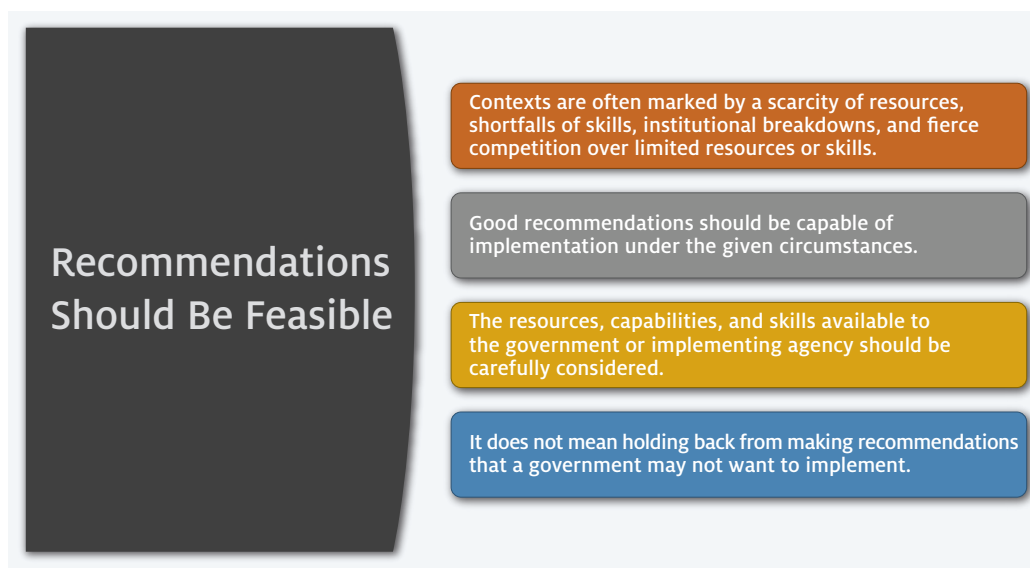 Recommendations
Should Be Feasible
Contexts are often marked by a scarcity of resources,
shortfalls of skills, institutional breakdowns, and fierce
competition over limited resources or skills.
Good recommendations should be capable of
implementation under the given circumstances.
The resources, capabilities, and skills available to
the government or implementing agency should be
carefully considered.
It does not mean holding back from making recommendations
that a government may not want to implement.